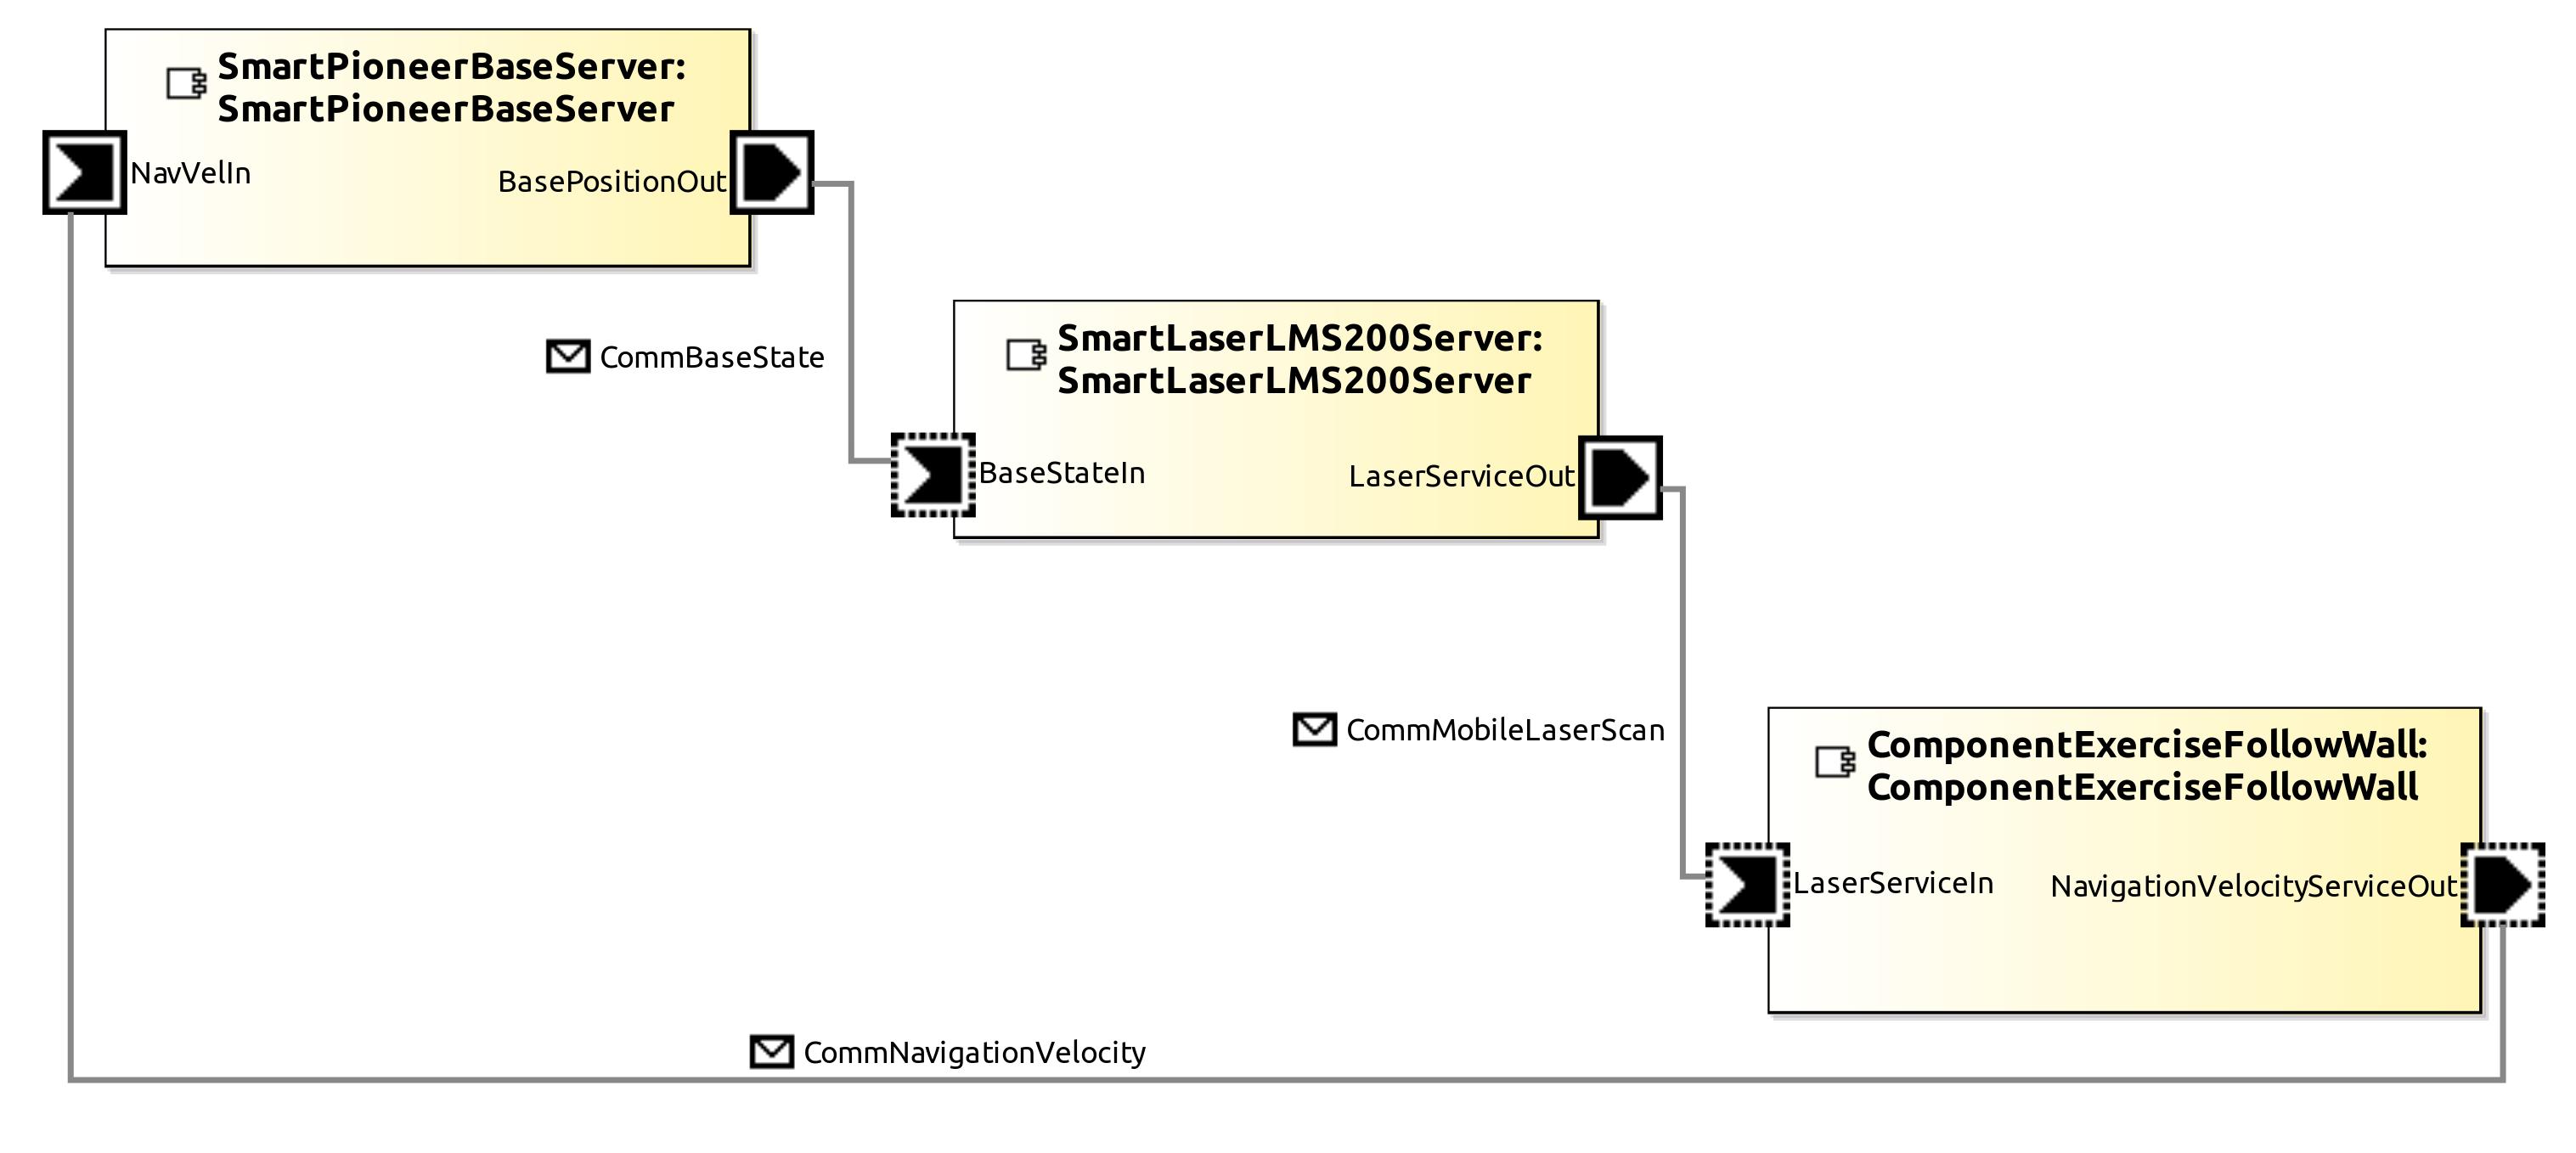 SmartPioneerBaseServer:
SmartPioneerBaseServer
NavVelIn
BasePositionOut
CommBaseState
SmartLaserLMS200Server:
SmartLaserLMS200Server
BaseStateIn
LaserServiceOut
CommMobileLaserScan
ComponentExerciseFollowWall:
ComponentExerciseFollowWall
LaserServiceIn
NavigationVelocityServiceOut
CommNavigationVelocity